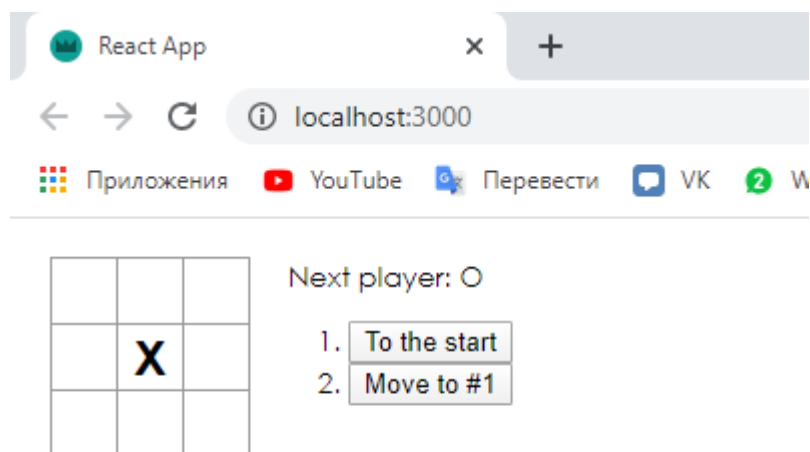 React App
localhost:3000
Приложения YouTube Перевести VK 2 W
Next player: O
X
1. To the start
2. Move to #1